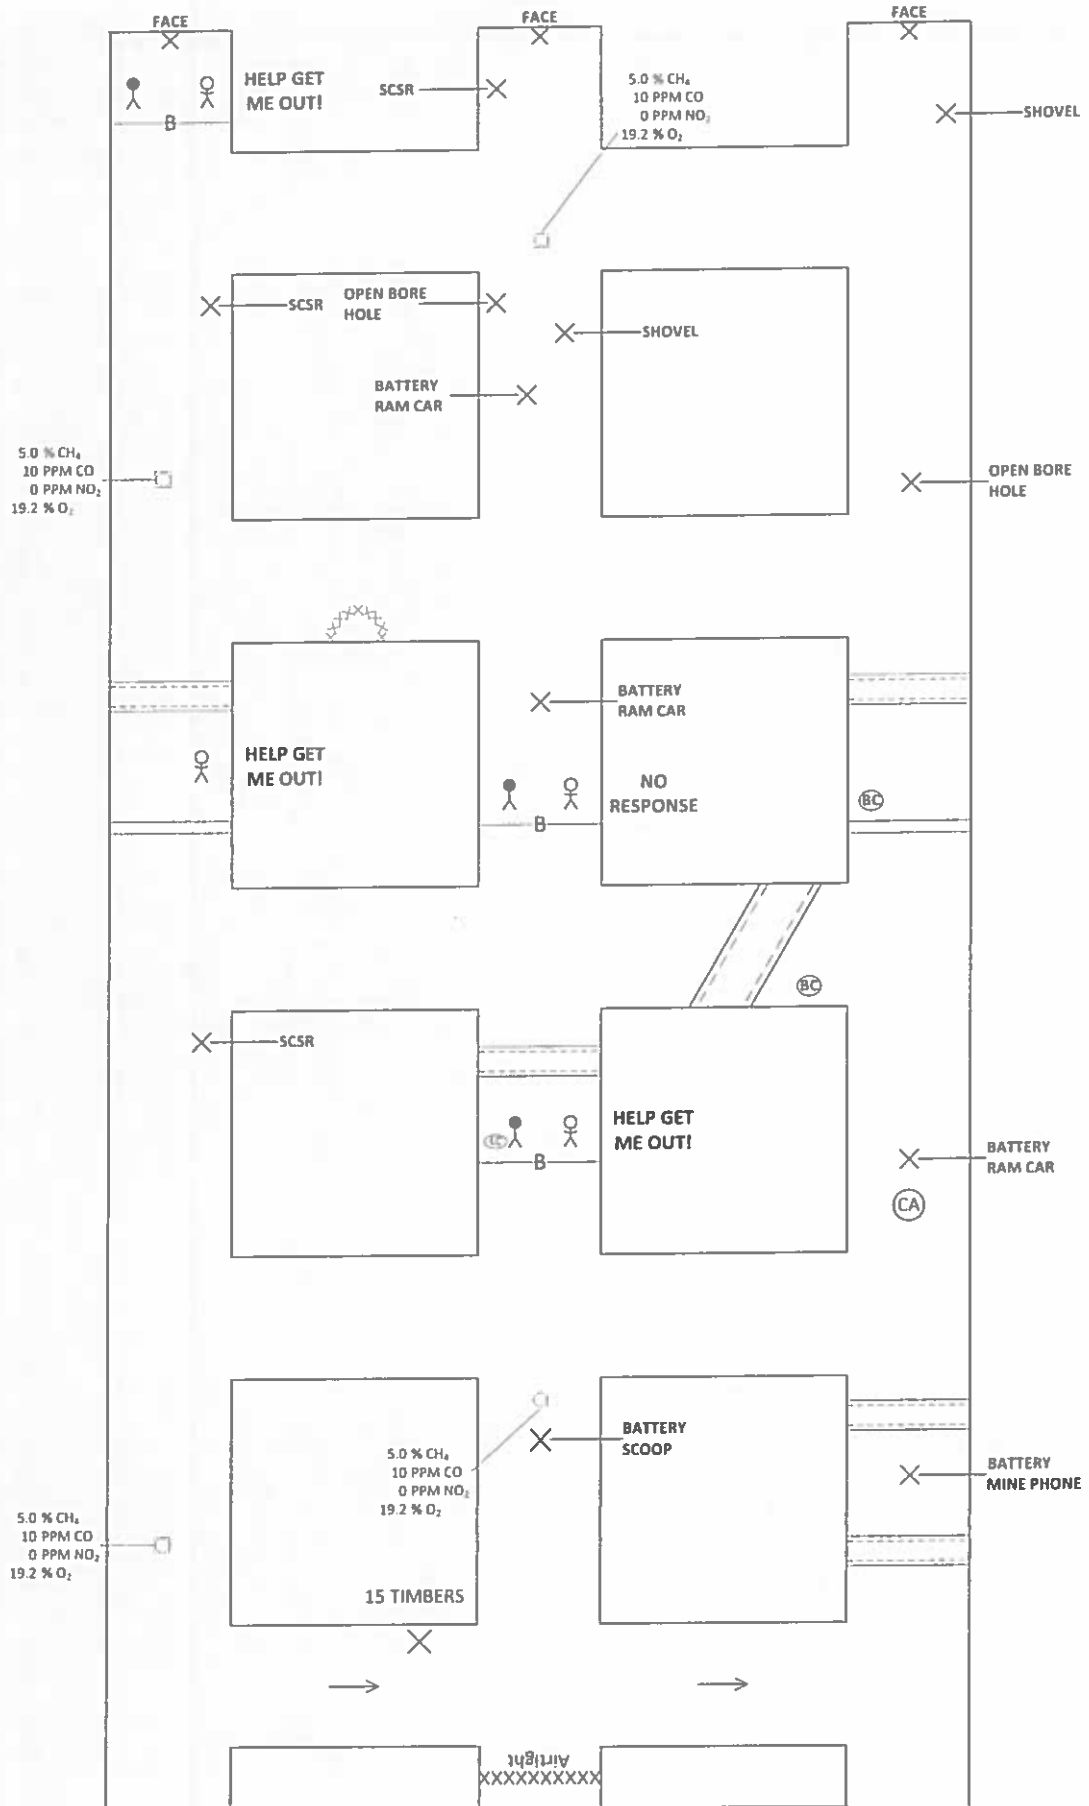 FACE
FACE
FACE
HELP GET
ME OUT!
B
SCSR
5.0 % CH₄
10 PPM CO
0 PPM NO₂
19.2 % O₂
SHOVEL
SCSR
OPEN BORE
HOLE
SHOVEL
BATTERY
RAM CAR
5.0 % CH₄
10 PPM CO
0 PPM NO₂
19.2 % O₂
OPEN BORE
HOLE
BATTERY
RAM CAR
HELP GET
ME OUT!
NO
RESPONSE
B
BC
BC
SCSR
HELP GET
ME OUT!
B
BATTERY
RAM CAR
CA
BATTERY
SCOOP
5.0 % CH₄
10 PPM CO
0 PPM NO₂
19.2 % O₂
BATTERY
MINE PHONE
5.0 % CH₄
10 PPM CO
0 PPM NO₂
19.2 % O₂
15 TIMBERS
Airtight
XXXXXXXXXX